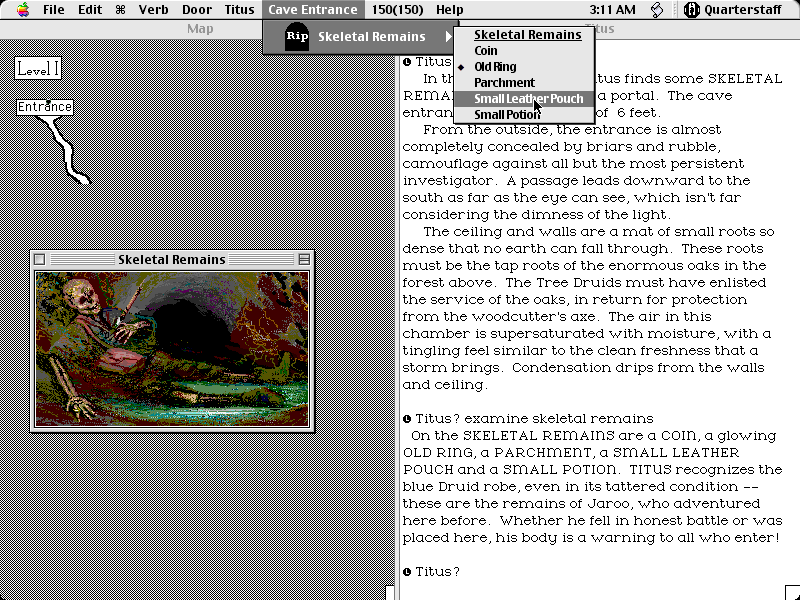 File Edit ⌘ Verb Door Titus Cave Entrance 150(150) Help 3:11 AM Quarterstaff
Map
Titus
Rip Skeletal Remains
Skeletal Remains
Coin
Old Ring
Parchment
Small Leather Pouch
Small Potion
Level 1
Entrance
Skeletal Remains
Titus
In th tus finds some SKELETAL
REMAI a portal. The cave
entran of 6 feet.
From the outside, the entrance is almost
completely concealed by briars and rubble,
camouflage against all but the most persistent
investigator. A passage leads downward to the
south as far as the eye can see, which isn't far
considering the dimness of the light.
The ceiling and walls are a mat of small roots so
dense that no earth can fall through. These roots
must be the tap roots of the enormous oaks in the
forest above. The Tree Druids must have enlisted
the service of the oaks, in return for protection
from the woodcutter's axe. The air in this
chamber is supersaturated with moisture, with a
tingling feel similar to the clean freshness that a
storm brings. Condensation drips from the walls
and ceiling.
Titus? examine skeletal remains
On the SKELETAL REMAINS are a COIN, a glowing
OLD RING, a PARCHMENT, a SMALL LEATHER
POUCH and a SMALL POTION. TITUS recognizes the
blue Druid robe, even in its tattered condition --
these are the remains of Jaroo, who adventured
here before. Whether he fell in honest battle or was
placed here, his body is a warning to all who enter!
Titus?